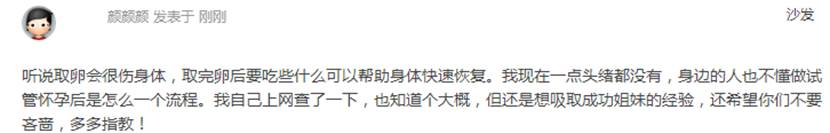 颜颜颜 发表于 刚刚 沙发
听说取卵会很伤身体，取完卵后要吃些什么可以帮助身体快速恢复。我现在一点头绪都没有，身边的人也不懂做试
管怀孕后是怎么一个流程。我自己上网查了一下，也知道个大概，但还是想吸取成功姐妹的经验，还希望你们不要
吝啬，多多指教！